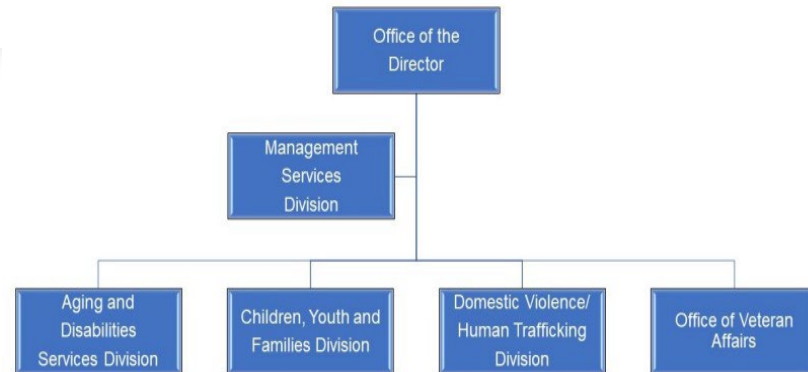 Office of the
Director
Management
Services
Division
Aging and
Disabilities
Services Division
Children, Youth and
Families Division
Domestic Violence/
Human Trafficking
Division
Office of Veteran
Affairs